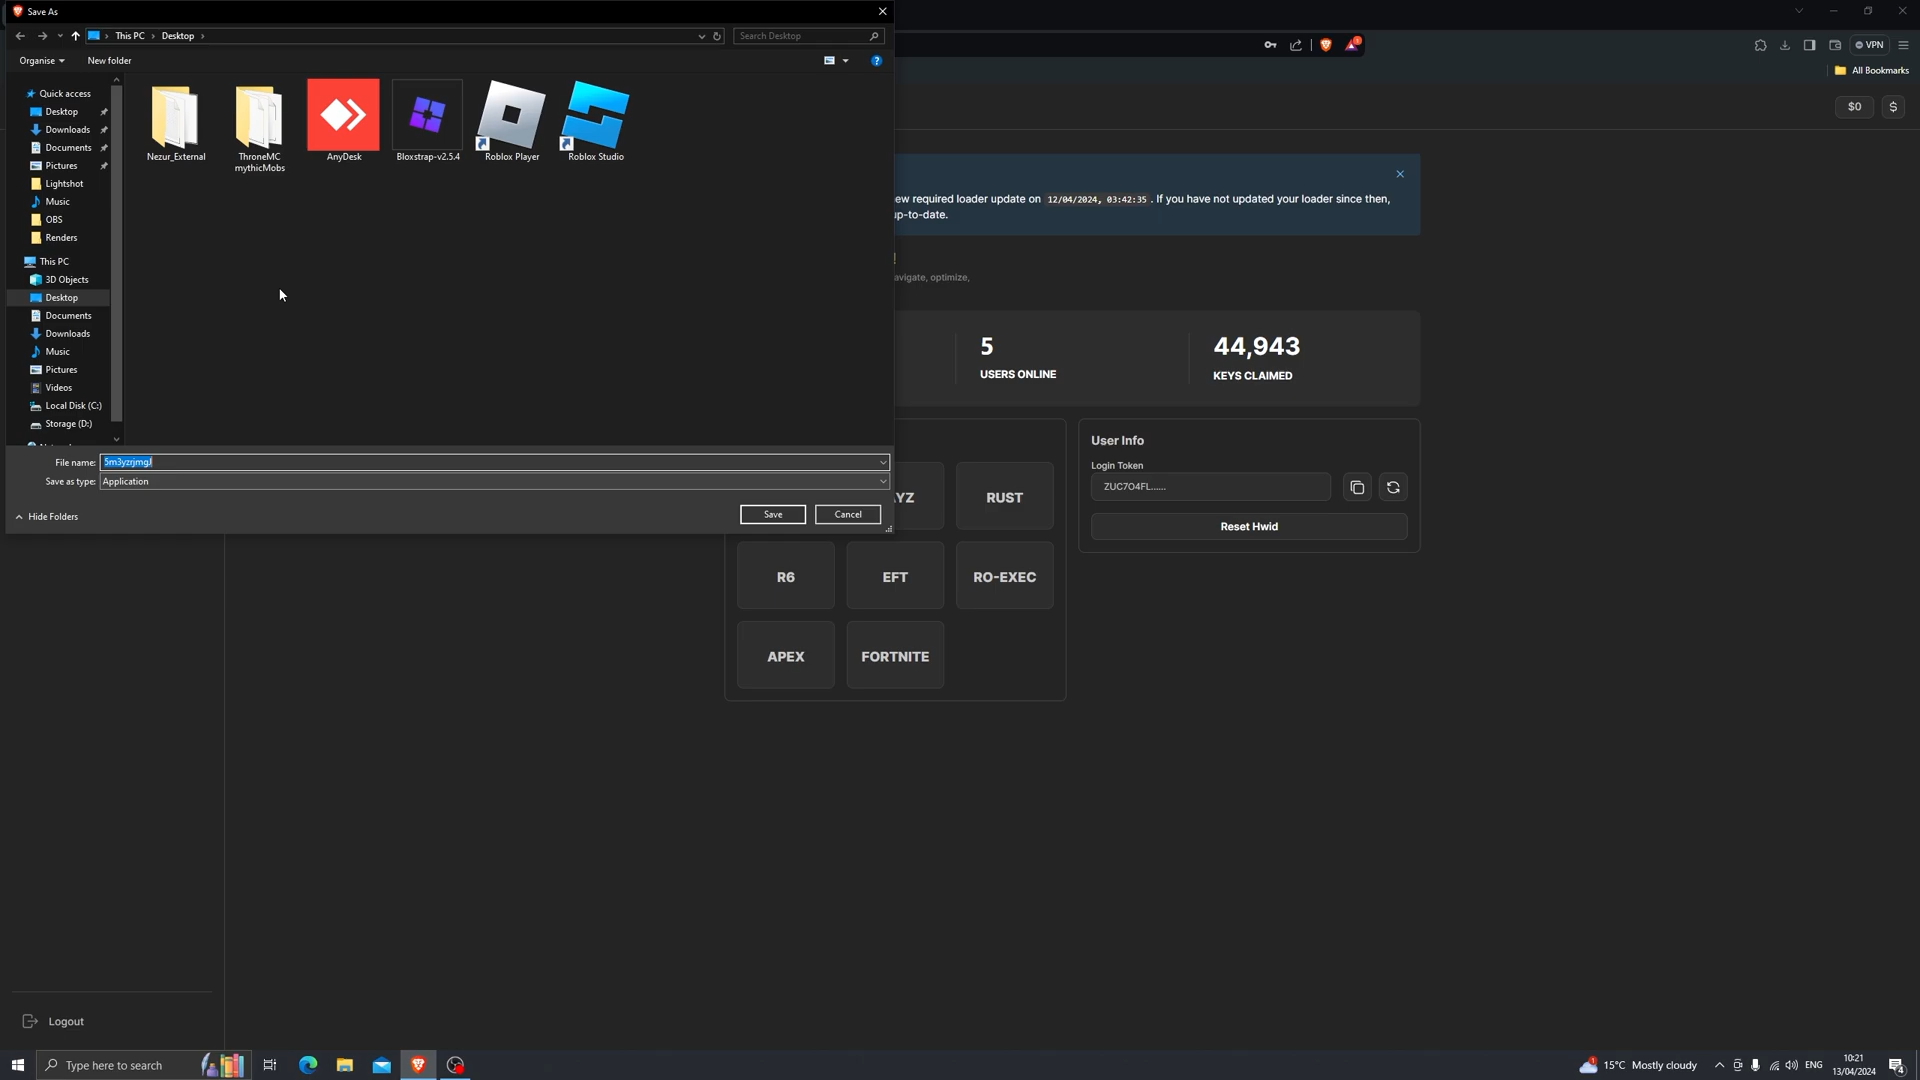 Save As
This PC
Desktop
Search Desktop
VPN
Organise
New folder
All Bookmarks
Quick access
Desktop
Downloads
Documents
Pictures
Lightshot
Music
OBS
Renders
This PC
3D Objects
Desktop
Documents
Downloads
Music
Pictures
Videos
Local Disk (C:)
Storage (D:)
Nezur_External
ThroneMC
mythicMobs
AnyDesk
Bloxstrap-v2.5.4
Roblox Player
Roblox Studio
File name:
5m3yzrjmgJ
Save as type:
Application
Hide Folders
Save
Cancel
$0
$
ew required loader update on 12/04/2024, 03:42:35 . If you have not updated your loader since then,
up-to-date.
!
avigate, optimize,
5
USERS ONLINE
44,943
KEYS CLAIMED
YZ
RUST
R6
EFT
RO-EXEC
APEX
FORTNITE
User Info
Login Token
ZUC7O4FL......
Reset Hwid
Logout
Type here to search
15°C Mostly cloudy
ENG
10:21
13/04/2024
4